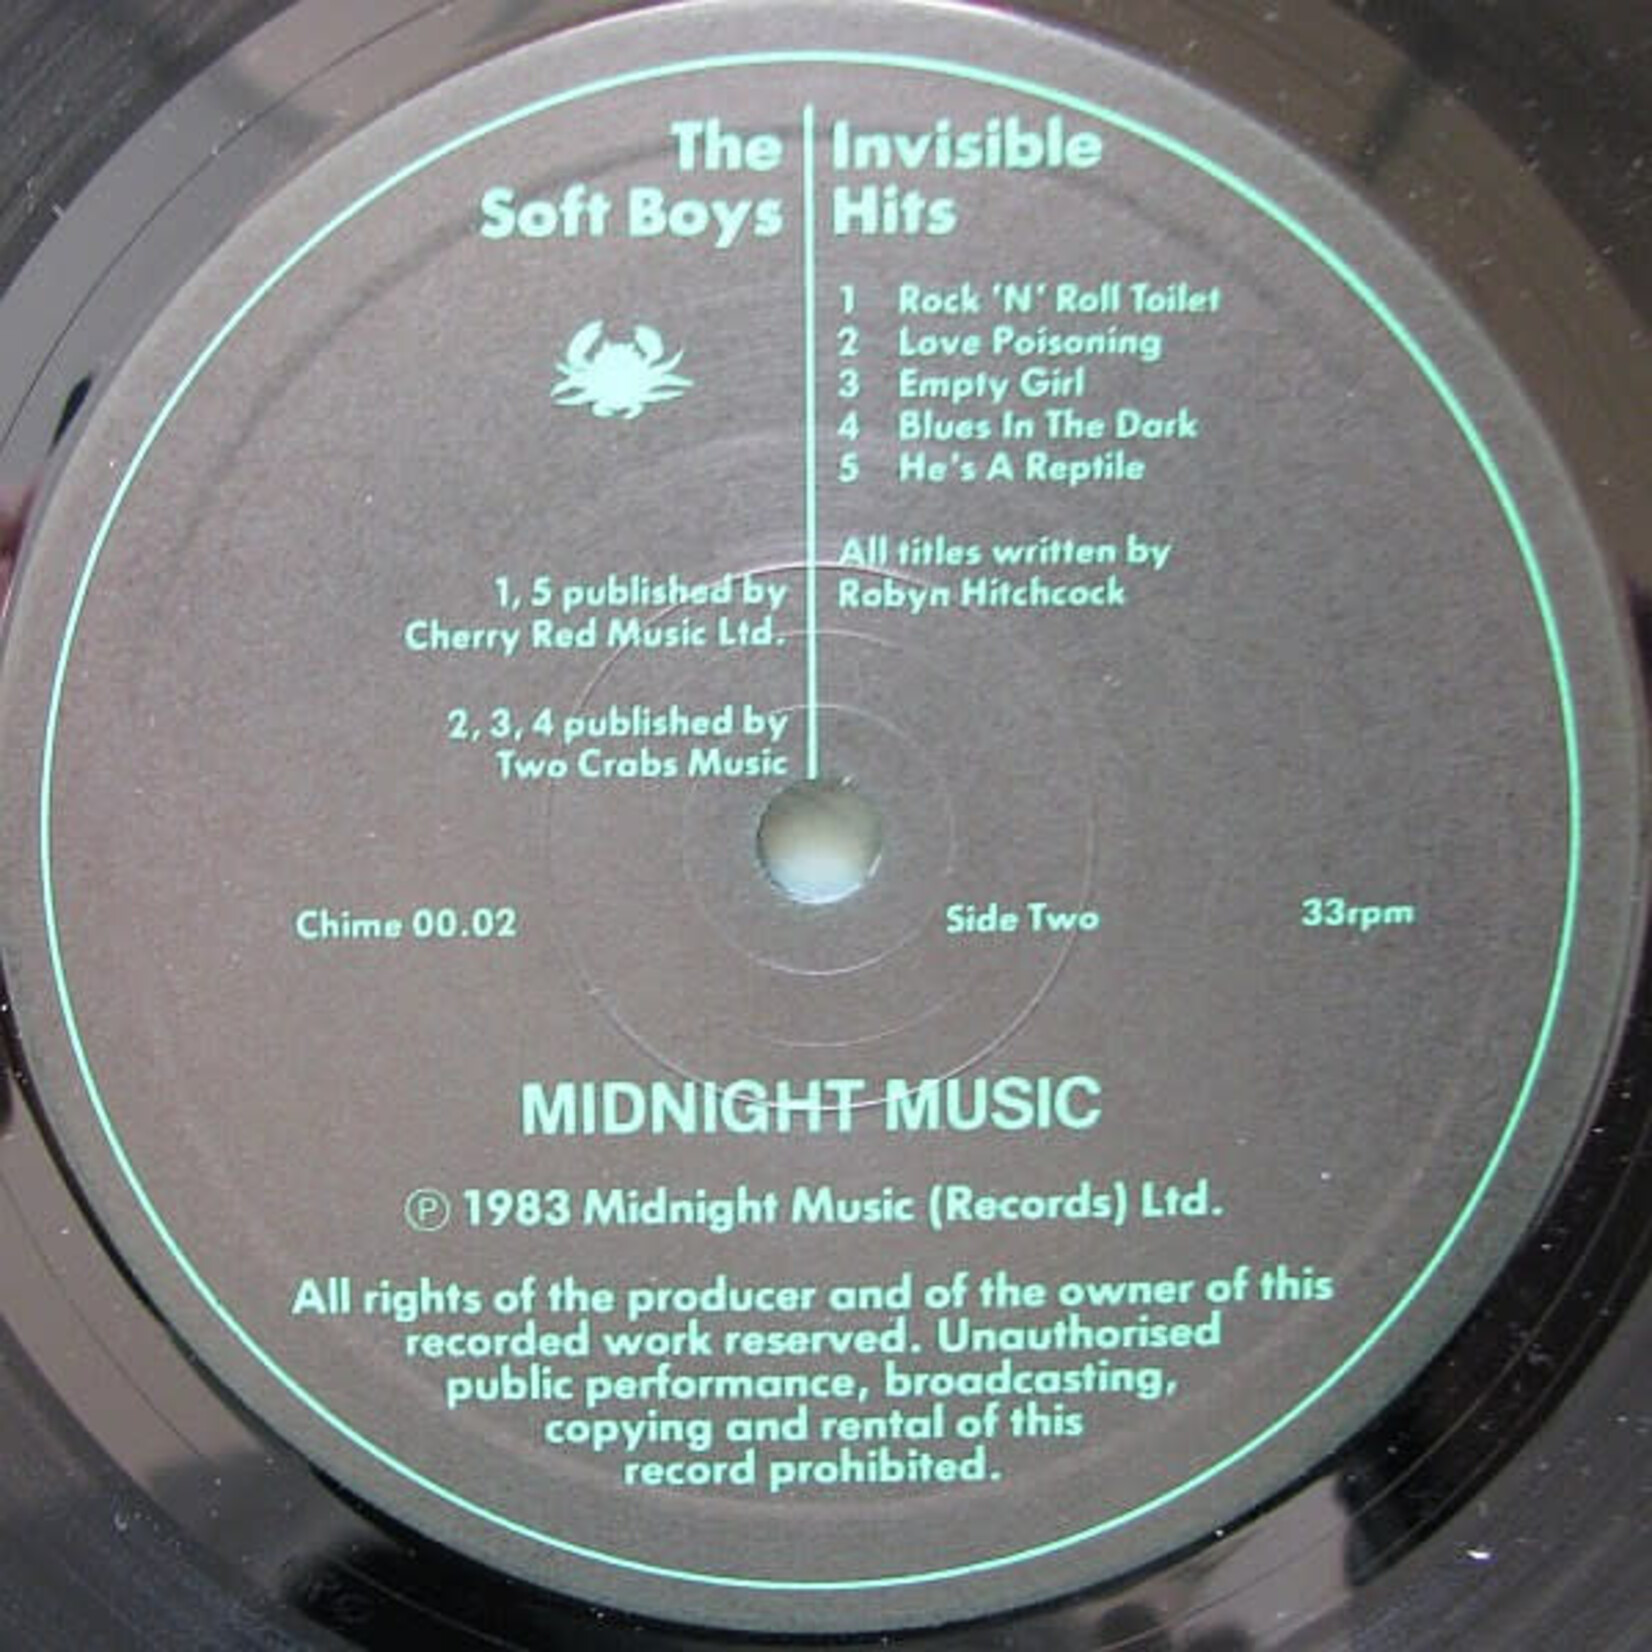 The
Soft Boys
Invisible
Hits
1 Rock 'N' Roll Toilet
2 Love Poisoning
3 Empty Girl
4 Blues In The Dark
5 He's A Reptile
All titles written by
Robyn Hitchcock
1, 5 published by
Cherry Red Music Ltd.
2, 3, 4 published by
Two Crabs Music
Chime 00.02
Side Two
33rpm
MIDNIGHT MUSIC
℗ 1983 Midnight Music (Records) Ltd.
All rights of the producer and of the owner of this
recorded work reserved. Unauthorised
public performance, broadcasting,
copying and rental of this
record prohibited.